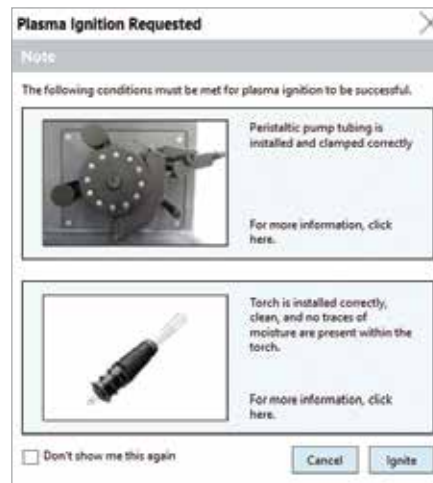 Plasma Ignition Requested
Note
The following conditions must be met for plasma ignition to be successful.
Peristaltic pump tubing is
installed and clamped correctly
For more information, click
here.
Torch is installed correctly,
clean, and no traces of
moisture are present within the
torch.
For more information, click
here.
Don't show me this again
Cancel
Ignite